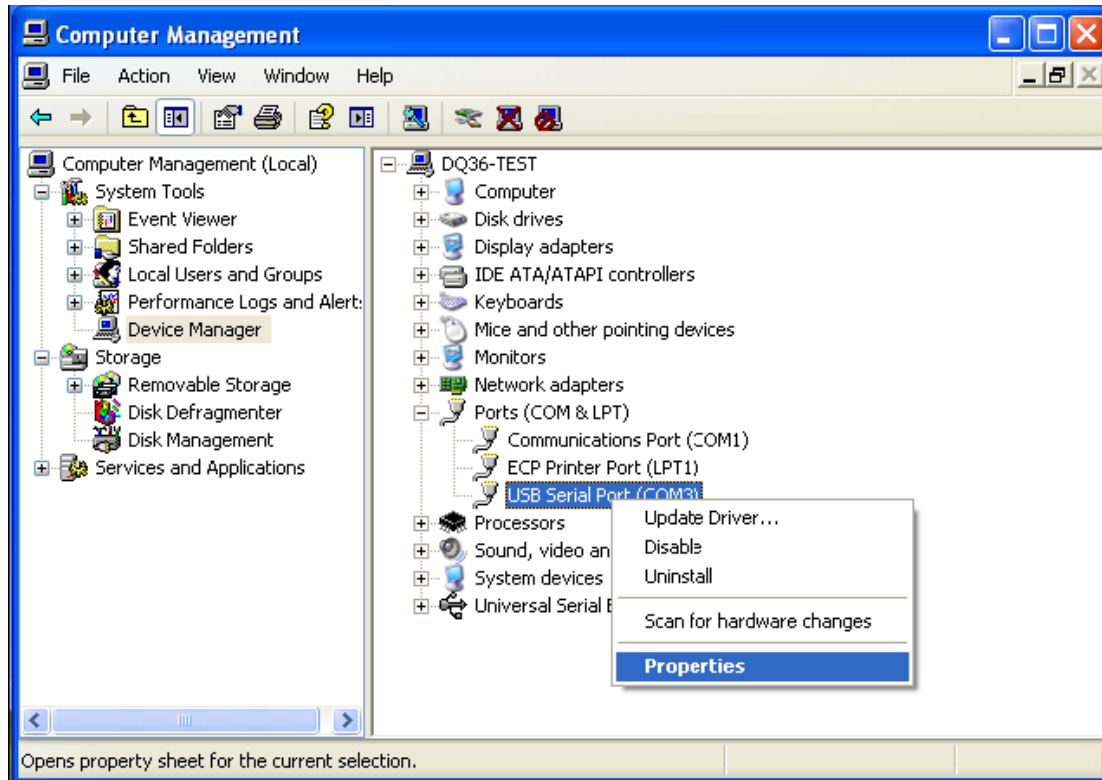 Computer Management
File Action View Window Help
Computer Management (Local)
System Tools
Event Viewer
Shared Folders
Local Users and Groups
Performance Logs and Alert
Device Manager
Storage
Removable Storage
Disk Defragmenter
Disk Management
Services and Applications
DQ36-TEST
Computer
Disk drives
Display adapters
IDE ATA/ATAPI controllers
Keyboards
Mice and other pointing devices
Monitors
Network adapters
Ports (COM & LPT)
Communications Port (COM1)
ECP Printer Port (LPT1)
USB Serial Port (COM3)
Processors
Sound, video an
System devices
Universal Serial
Update Driver...
Disable
Uninstall
Scan for hardware changes
Properties
Opens property sheet for the current selection.